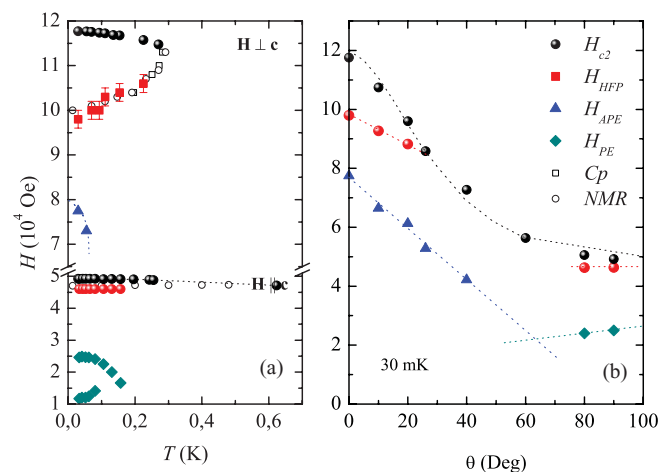 H ⊥ c
12
11
10
9
8
7
5
4
3
2
1
H (10⁴ Oe)
H || c
(a)
0,0
0,2
0,4
0,6
T (K)
12
10
8
6
4
2
0
H_c2
H_HFP
H_APE
H_PE
Cp
NMR
30 mK
(b)
0
20
40
60
80
100
θ (Deg)